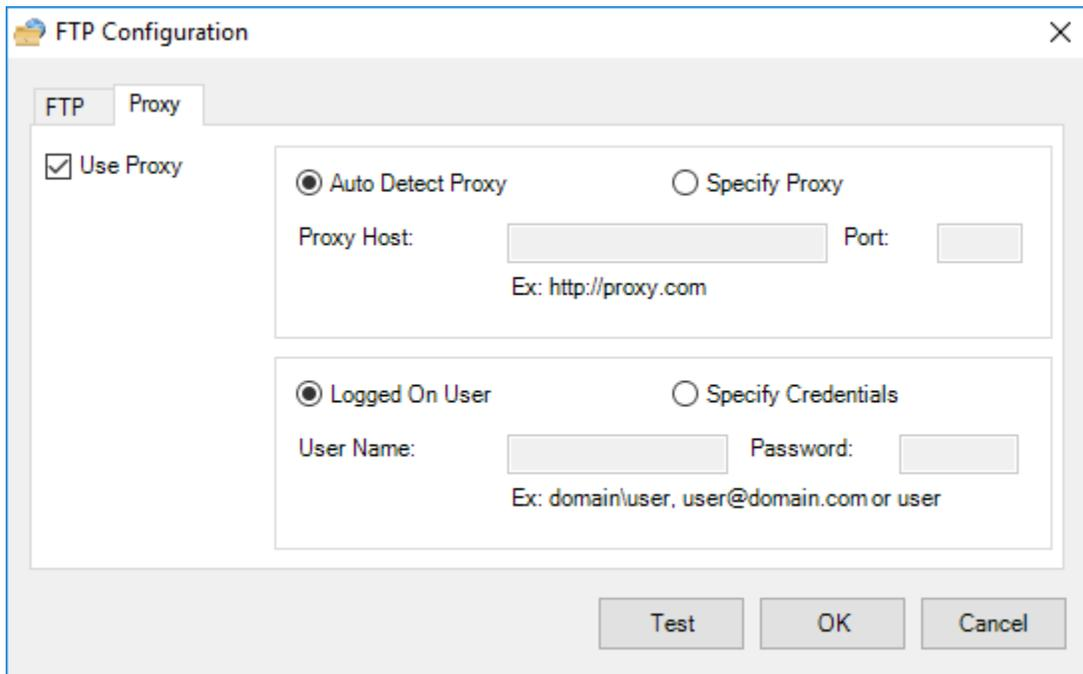 FTP Configuration
FTP Proxy
Use Proxy
Auto Detect Proxy Specify Proxy
Proxy Host: Port:
Ex: http://proxy.com
Logged On User Specify Credentials
User Name: Password:
Ex: domain\user, user@domain.com or user
Test OK Cancel